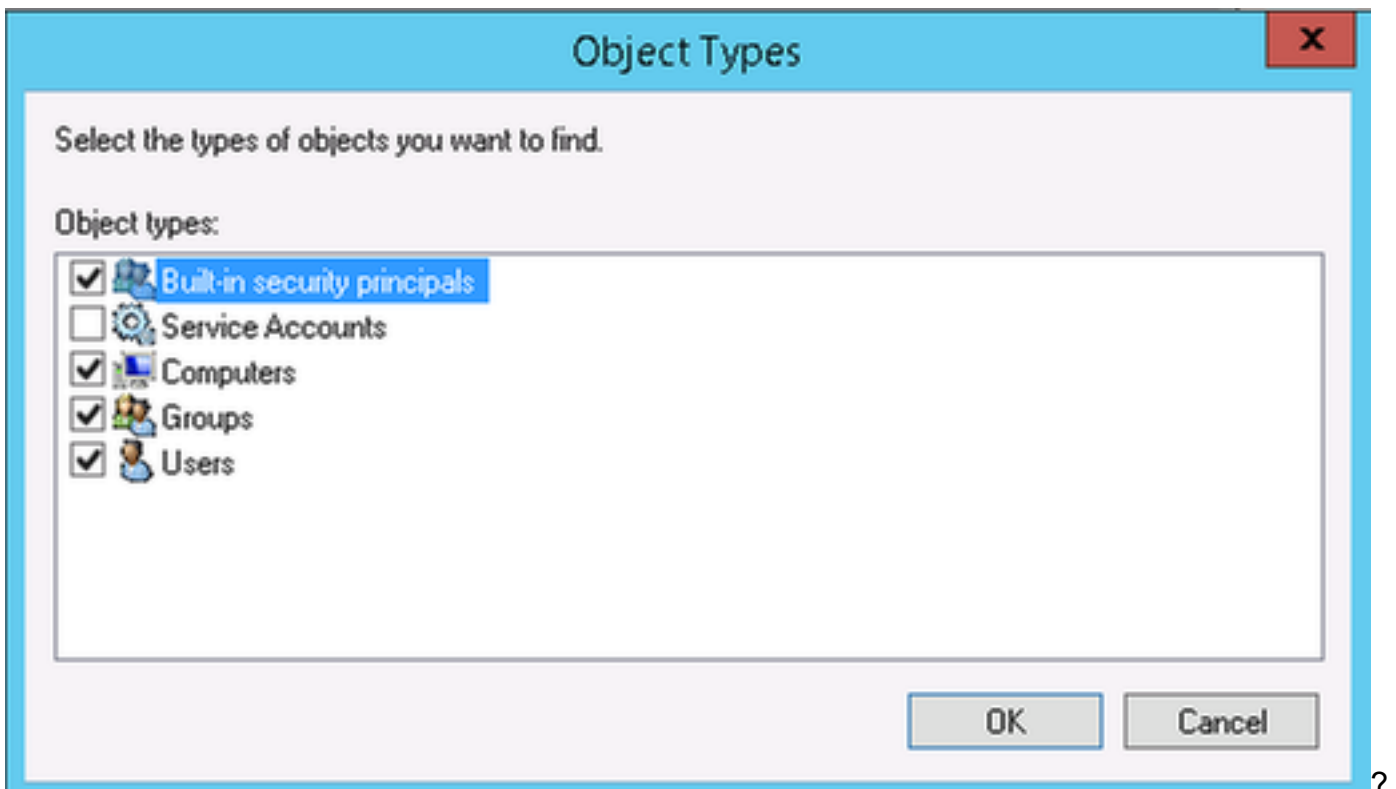 Object Types
x
Select the types of objects you want to find.
Object types:
Built-in security principals
Service Accounts
Computers
Groups
Users
OK Cancel
?